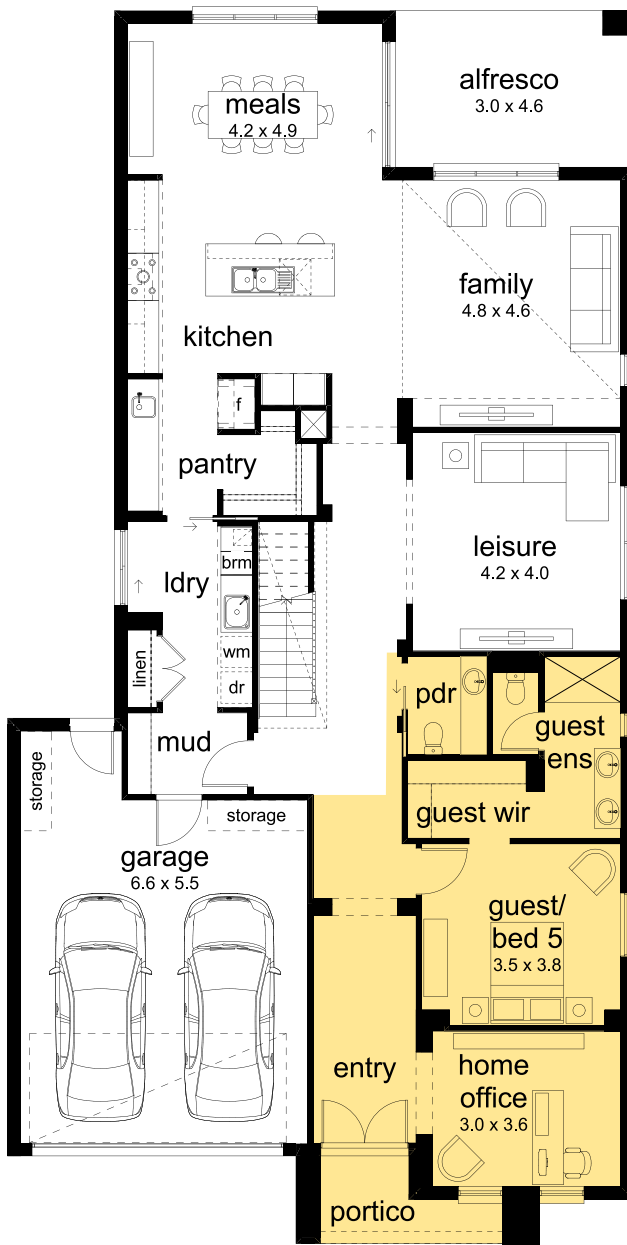 alfresco
3.0 x 4.6
meals
4.2 x 4.9
family
4.8 x 4.6
kitchen
f
pantry
leisure
4.2 x 4.0
brm
ldry
wm
linen
dr
pdr
guest
ens
mud
storage
storage
guest wir
garage
6.6 x 5.5
guest/
bed 5
3.5 x 3.8
entry
home
office
3.0 x 3.6
portico